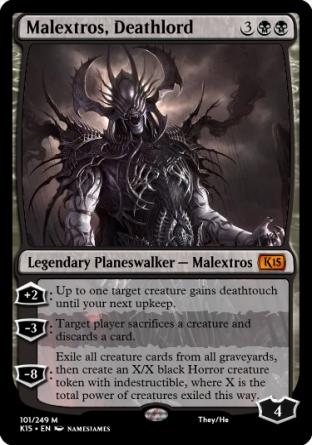 Malextros, Deathlord 3
Legendary Planeswalker — Malextros K15
+2: Up to one target creature gains deathtouch
until your next upkeep.
-3: Target player sacrifices a creature and
discards a card.
Exile all creature cards from all graveyards,
then create an X/X black Horror creature
-8: token with indestructible, where X is the
total power of creatures exiled this way.
4
101/249 M They/He
K15 • EN NAMESIAMES